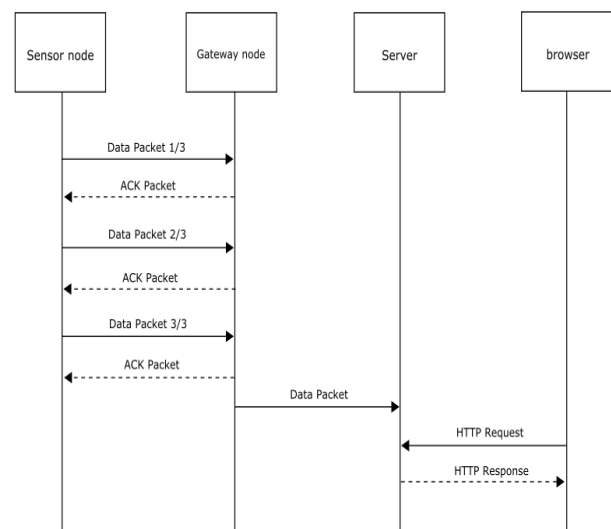 Sensor node
Gateway node
Server
browser
Data Packet 1/3
ACK Packet
Data Packet 2/3
ACK Packet
Data Packet 3/3
ACK Packet
Data Packet
HTTP Request
HTTP Response